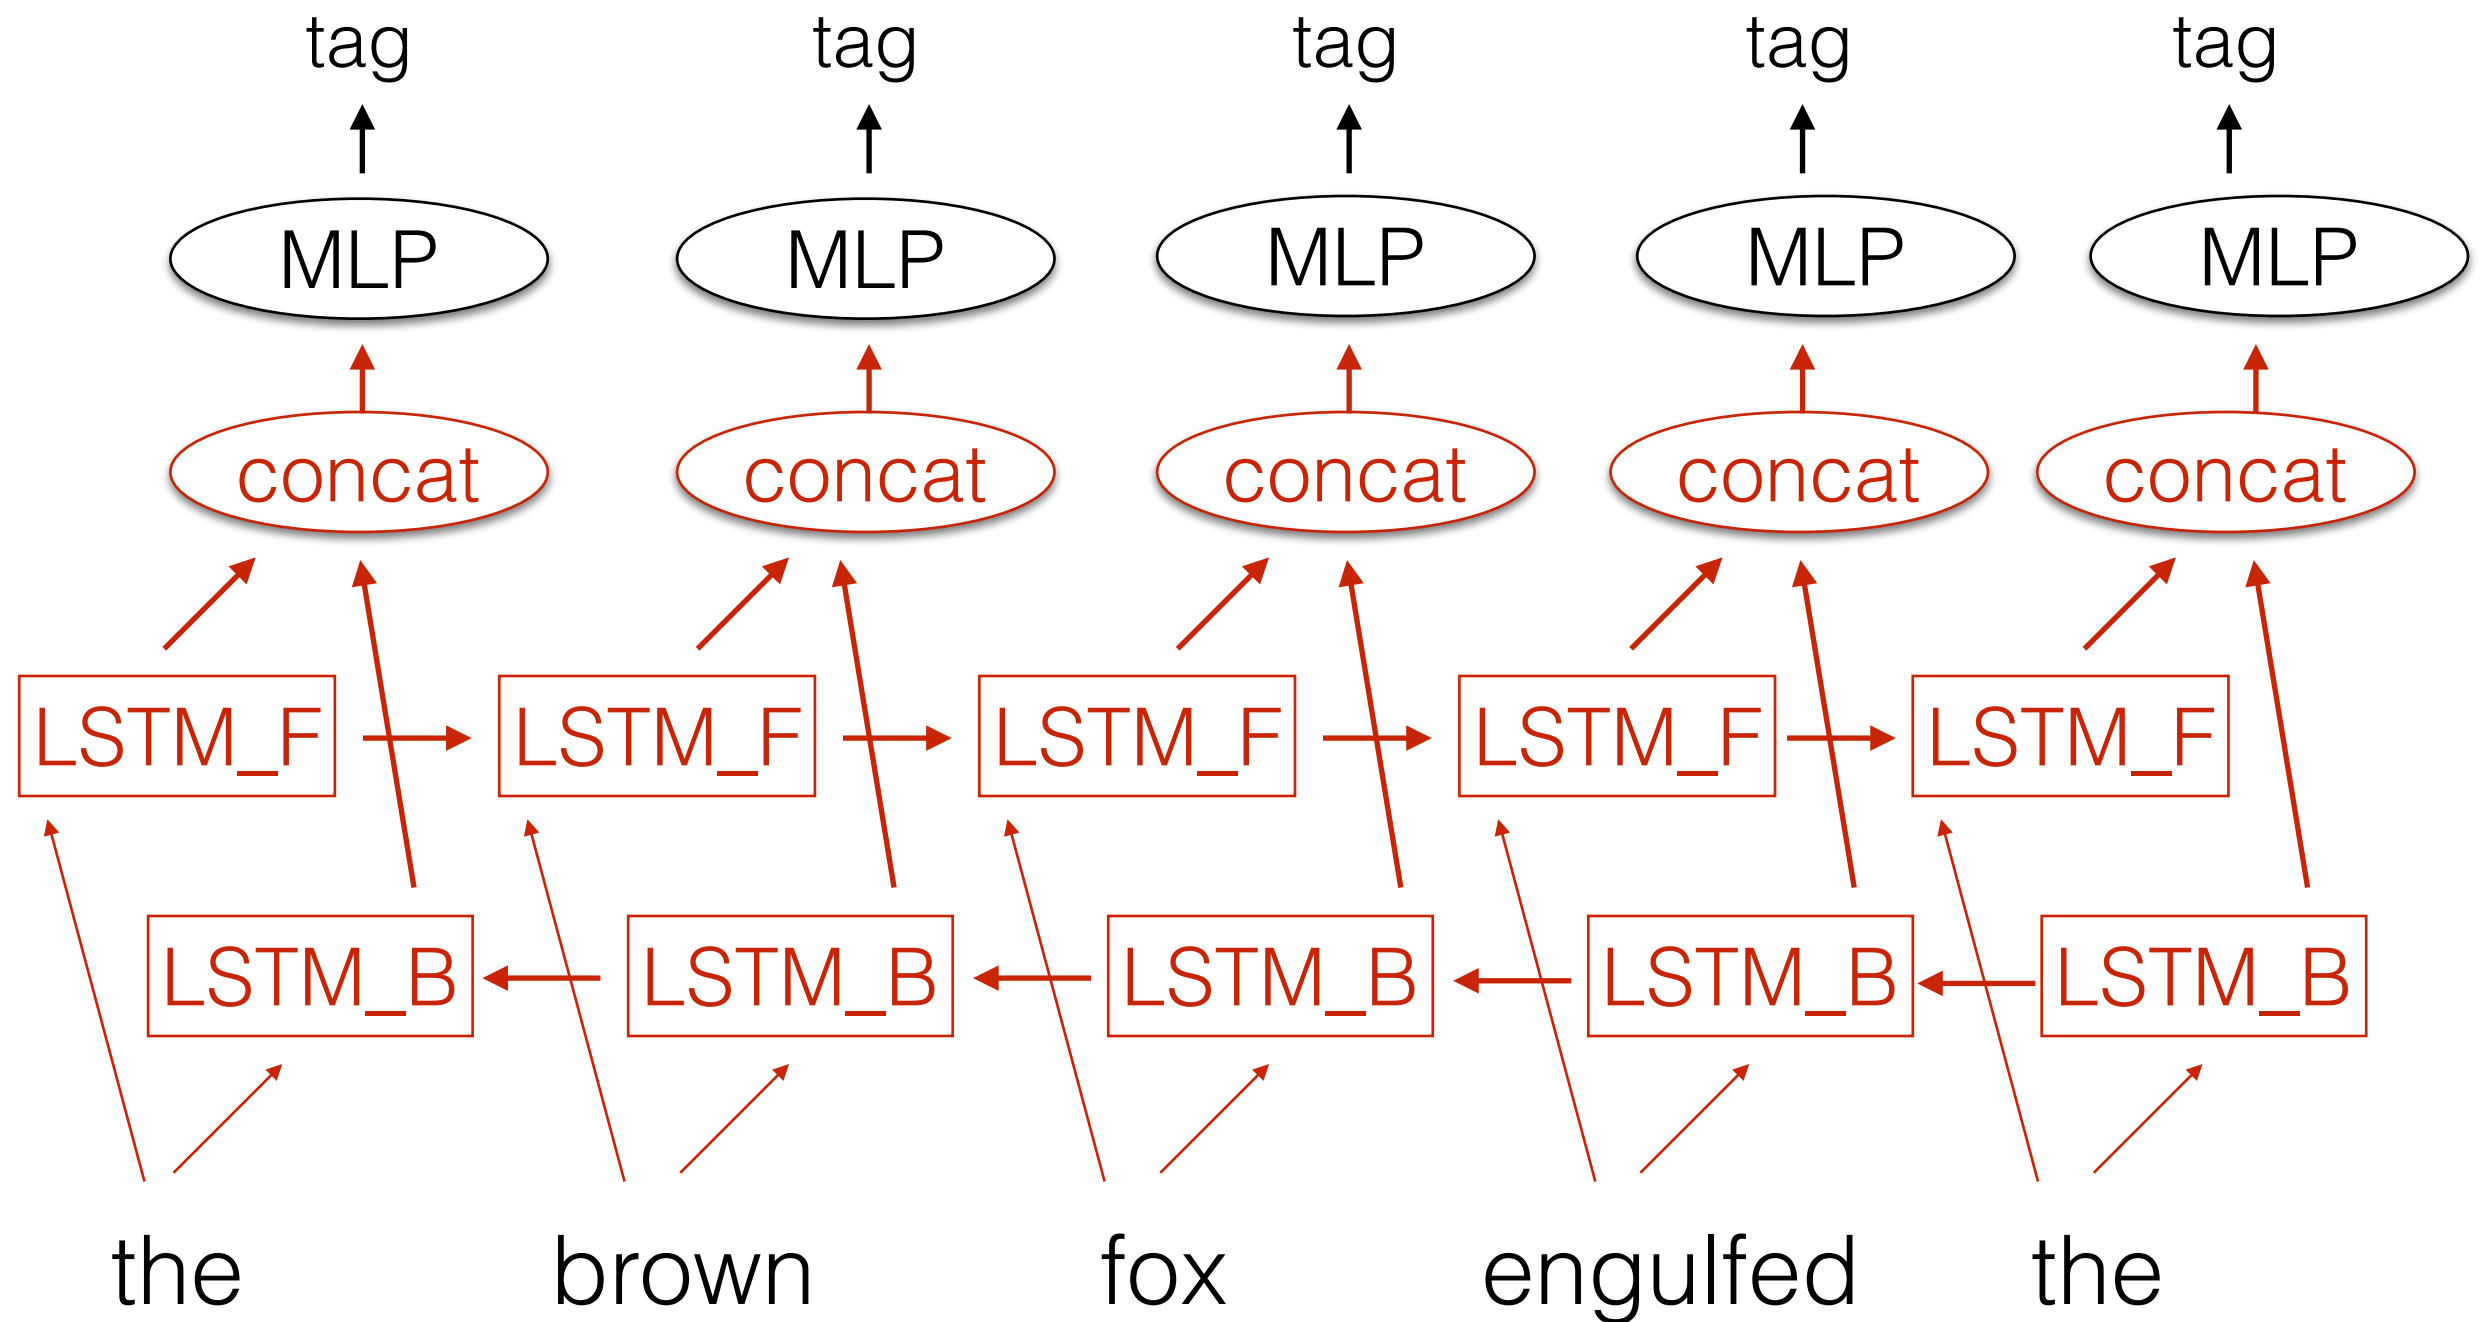 tag tag tag tag tag
MLP MLP MLP MLP MLP
concat concat concat concat concat
LSTM_F LSTM_F LSTM_F LSTM_F LSTM_F
LSTM_B LSTM_B LSTM_B LSTM_B LSTM_B
the brown fox engulfed the